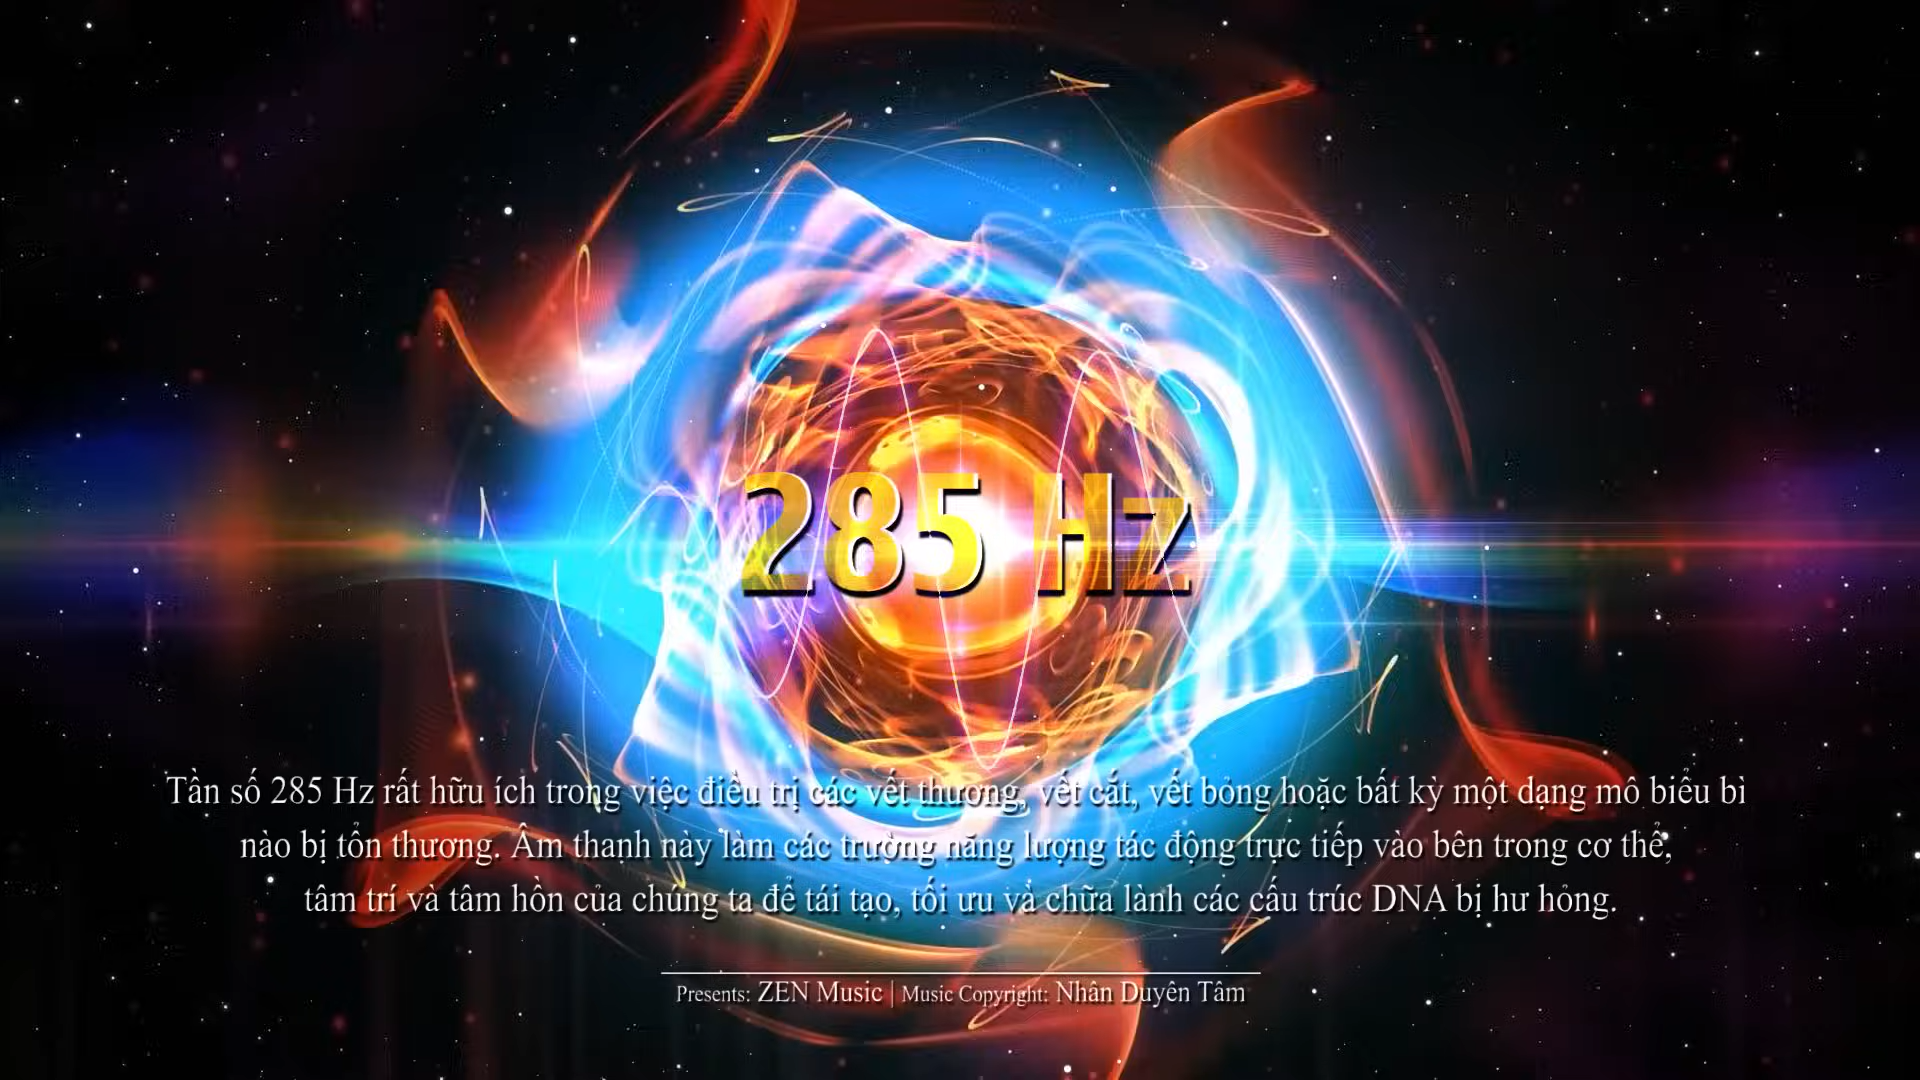 285 Hz
Tần số 285 Hz rất hữu ích trong việc điều trị các vết thương, vết cắt, vết bỏng hoặc bất kỳ một dạng mô biểu bì
nào bị tổn thương. Âm thanh này làm các trường năng lượng tác động trực tiếp vào bên trong cơ thể,
tâm trí và tâm hồn của chúng ta để tái tạo, tối ưu và chữa lành các cấu trúc DNA bị hư hỏng.
Presents: ZEN Music | Music Copyright: Nhân Duyên Tâm